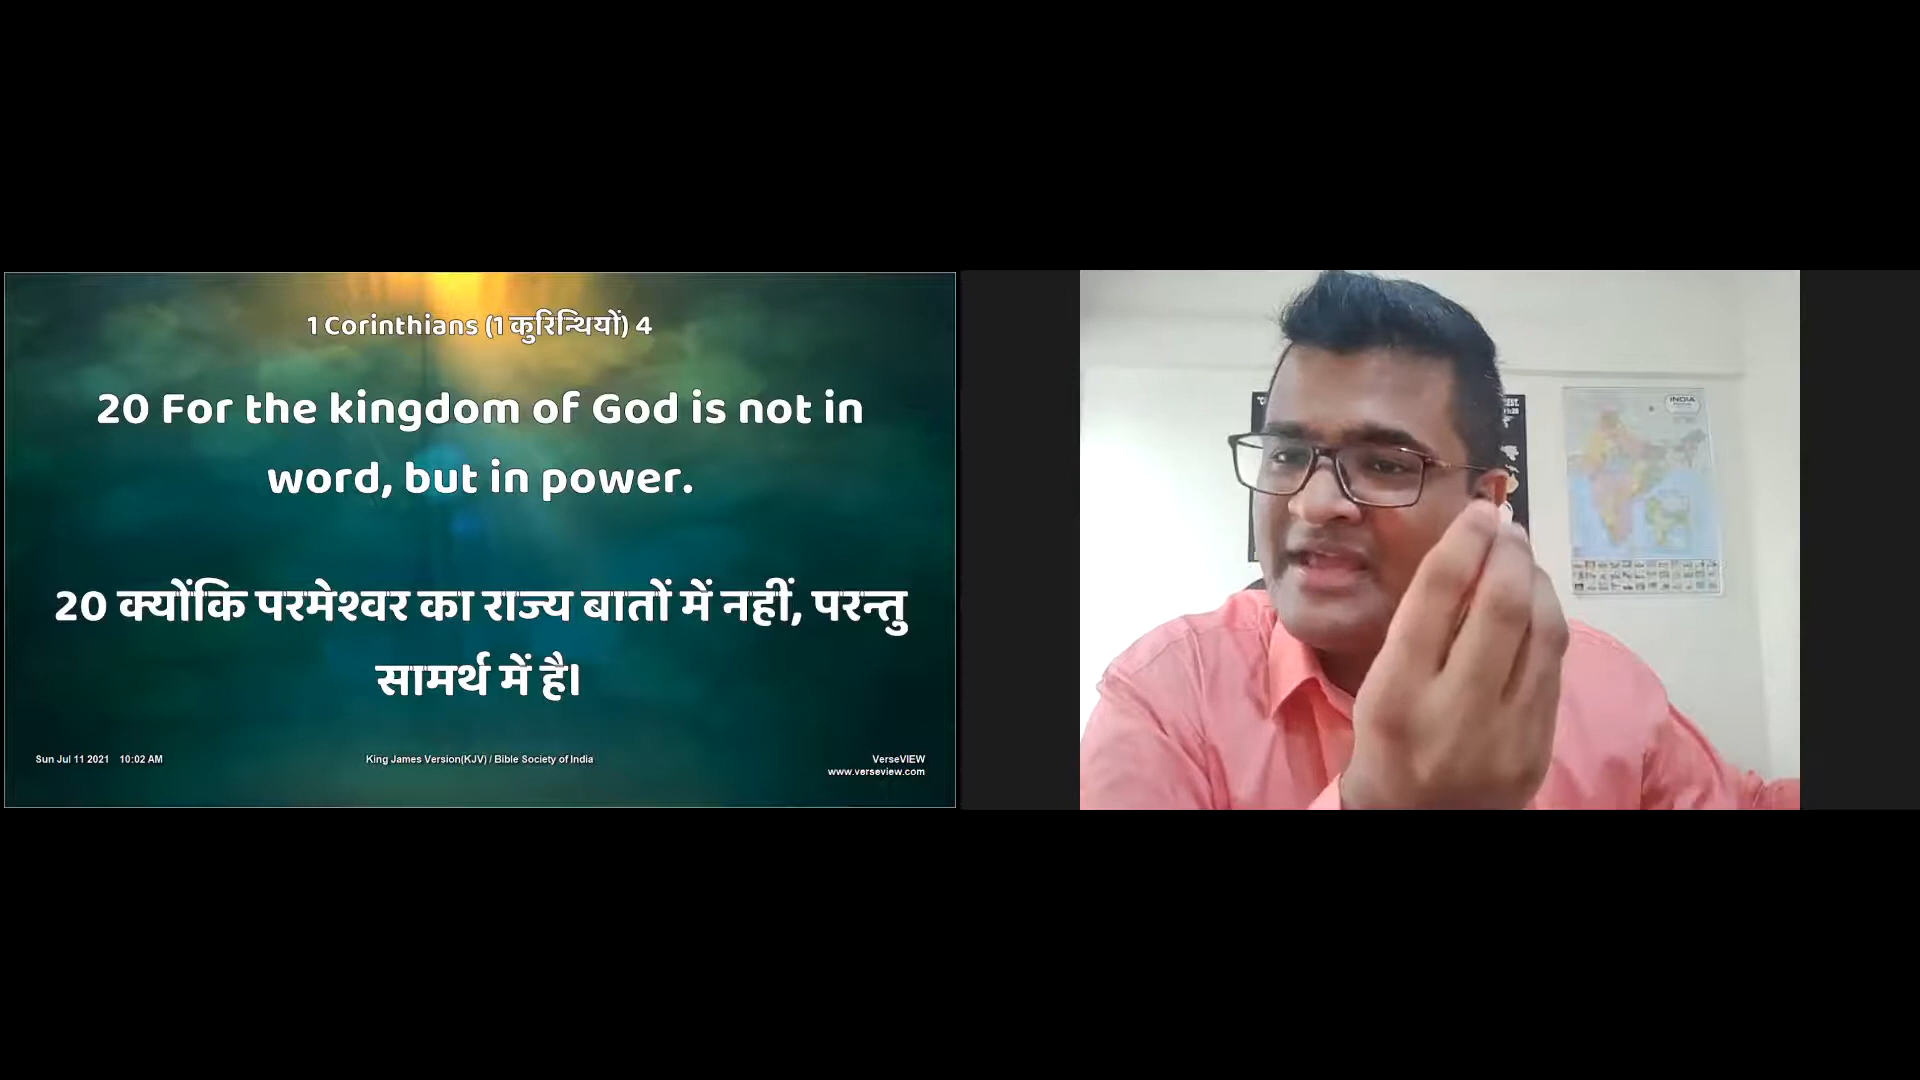 1 Corinthians (1 कुरिन्थियों) 4
20 For the kingdom of God is not in
word, but in power.
20 क्योंकि परमेश्वर का राज्य बातों में नहीं, परन्तु
सामर्थ में है।
Sun Jul 11 2021 10:02 AM
King James Version(KJV) / Bible Society of India
VerseVIEW
www.verseview.com
INDIA